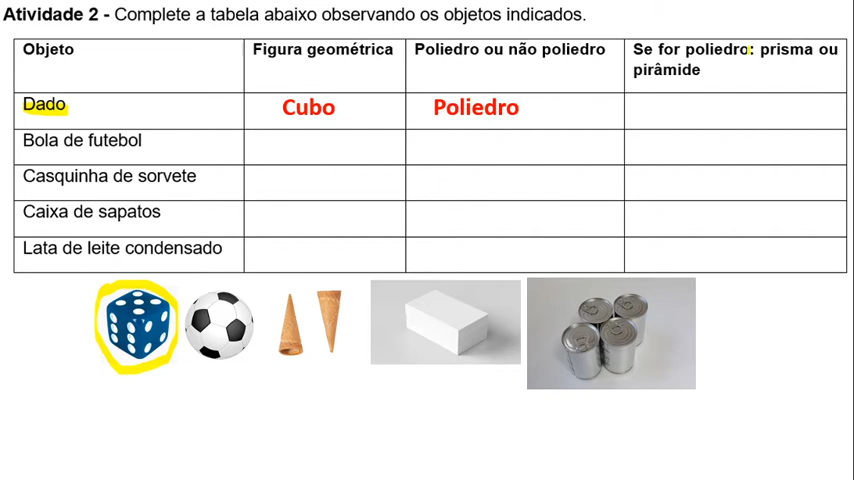 Atividade 2 - Complete a tabela abaixo observando os objetos indicados.
Objeto
Figura geométrica
Poliedro ou não poliedro
Se for poliedro: prisma ou
pirâmide
Dado
Cubo
Poliedro
Bola de futebol
Casquinha de sorvete
Caixa de sapatos
Lata de leite condensado